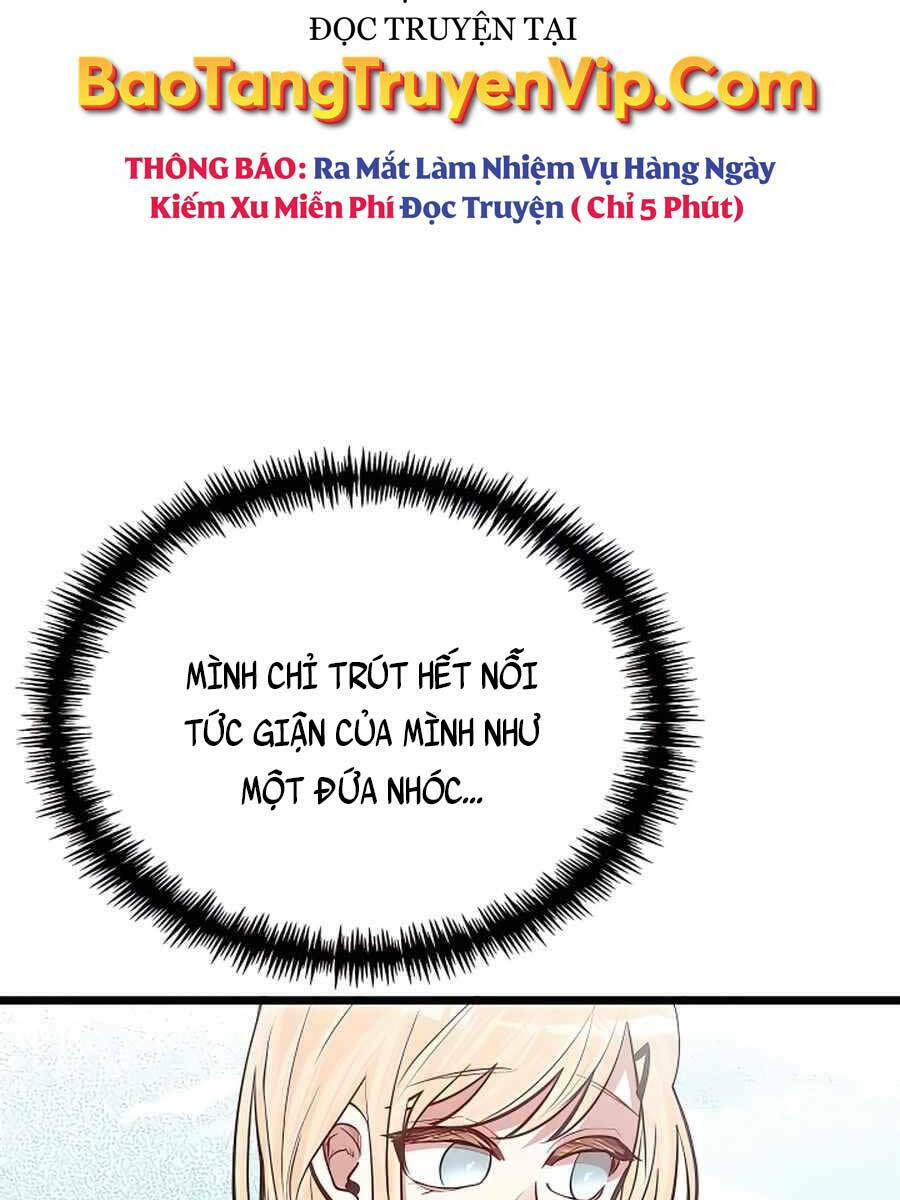 ĐỌC TRUYỆN TẠI
BaoTangTruyenVip.Com
THÔNG BÁO: Ra Mắt Làm Nhiệm Vụ Hàng Ngày
Kiếm Xu Miễn Phí Đọc Truyện ( Chỉ 5 Phút)
MÌNH CHỈ TRÚT HẾT NỖI
TỨC GIẬN CỦA MÌNH NHƯ
MỘT ĐỨA NHÓC...